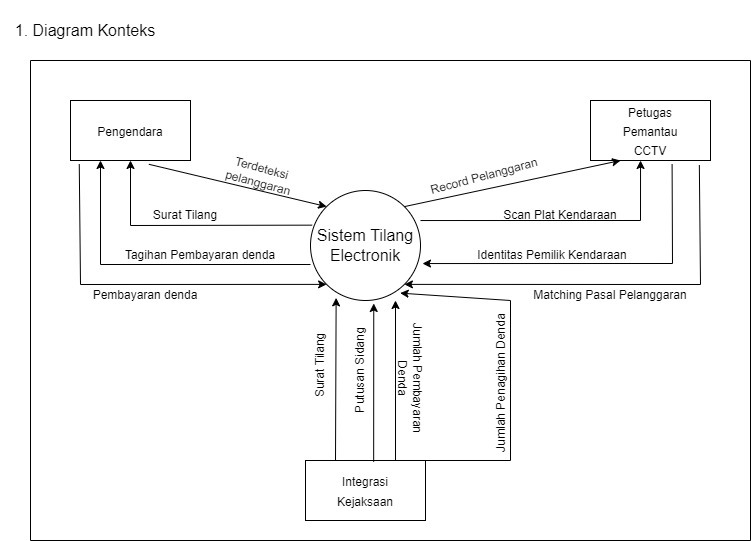 1. Diagram Konteks
Pengendara
Petugas
Pemantau
CCTV
Terdeteksi
pelanggaran
Record Pelanggaran
Surat Tilang
Scan Plat Kendaraan
Sistem Tilang
Electronik
Tagihan Pembayaran denda
Identitas Pemilik Kendaraan
Pembayaran denda
Matching Pasal Pelanggaran
Surat Tilang
Putusan Sidang
Jumlah Pembayaran
Denda
Jumlah Penagihan Denda
Integrasi
Kejaksaan